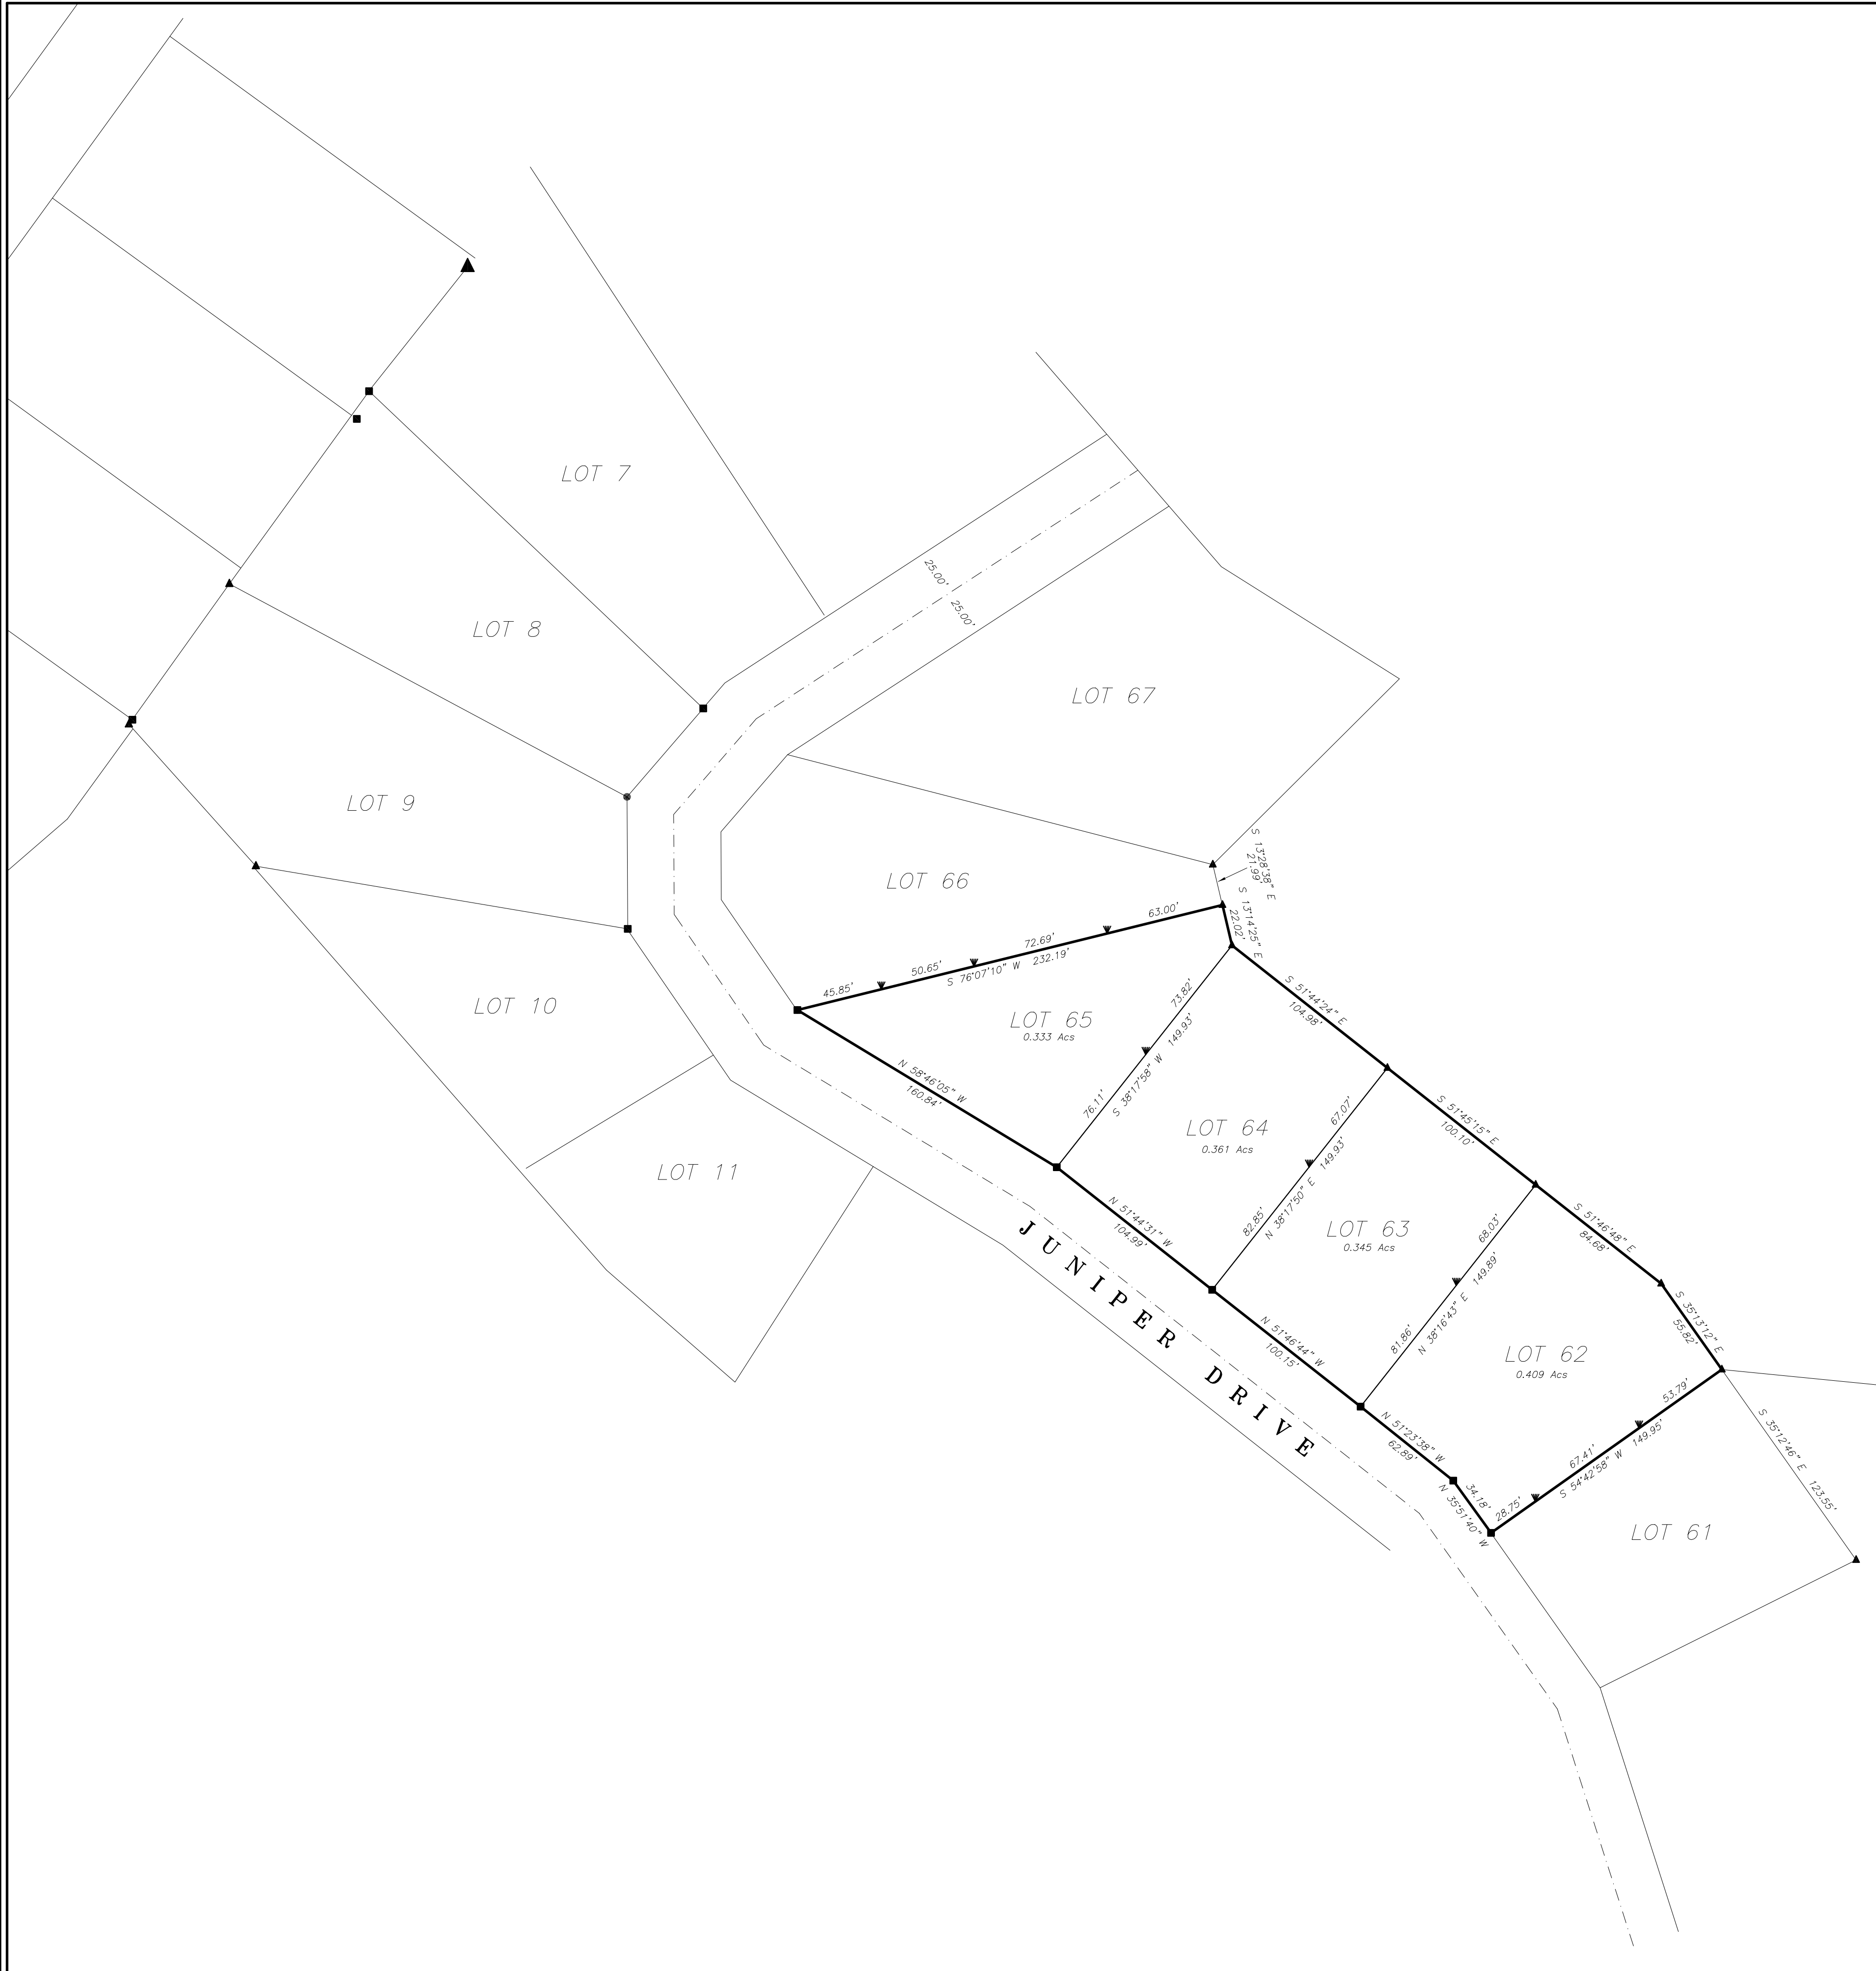 LOT 7
25.00'
25.00'
LOT 8
LOT 67
LOT 9
S 13°28'38" E
21.99'
LOT 66
S 13°14'25" E
22.02'
63.00'
72.69'
50.65'
45.85'
S 76°07'10" W 232.19'
LOT 10
LOT 65
0.333 Acs
73.82'
76.11'
S 38°17'58" W 149.93'
S 51°44'24" E
104.98'
N 58°46'05" W
160.84'
LOT 64
0.361 Acs
67.07'
82.85'
N 38°17'50" E 149.93'
S 51°45'15" E
100.10'
LOT 11
N 51°44'31" W
104.99'
LOT 63
0.345 Acs
68.03'
81.86'
N 38°16'43" E 149.89'
S 51°46'48" E
84.68'
JUNIPER DRIVE
N 51°46'44" W
100.15'
S 35°13'12" E
55.82'
LOT 62
0.409 Acs
N 51°23'38" W
62.89'
53.79'
67.41'
28.75'
S 54°42'58" W 149.95'
34.18'
N 35°51'40" W
S 35°12'46" E 123.55'
LOT 61